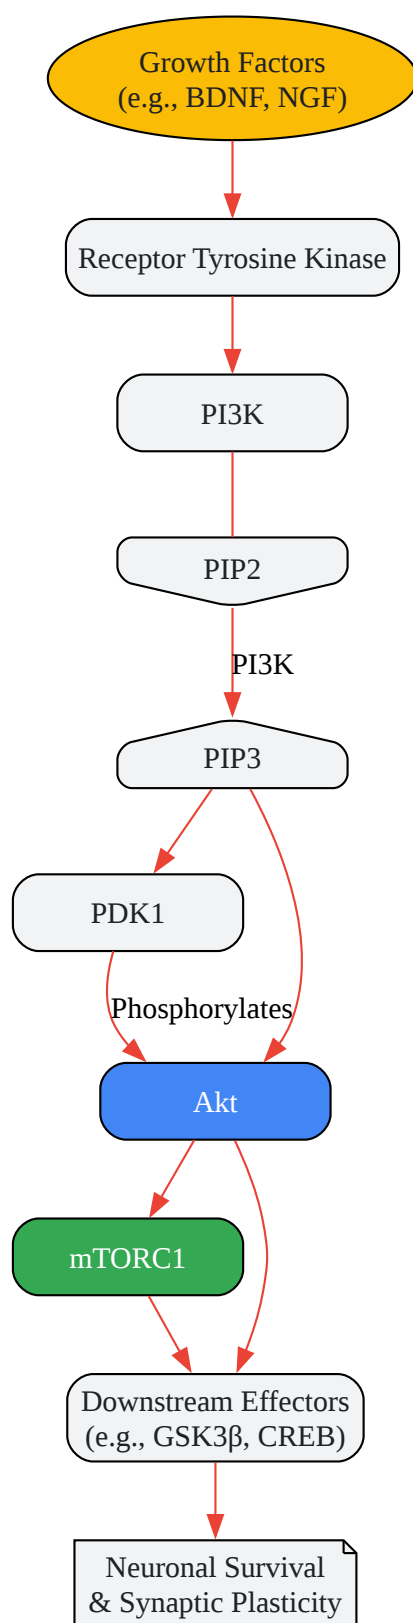 Growth Factors
(e.g., BDNF, NGF)
Receptor Tyrosine Kinase
PI3K
PIP2
PI3K
PIP3
PDK1
Phosphorylates
Akt
mTORC1
Downstream Effectors
(e.g., GSK3β, CREB)
Neuronal Survival
& Synaptic Plasticity